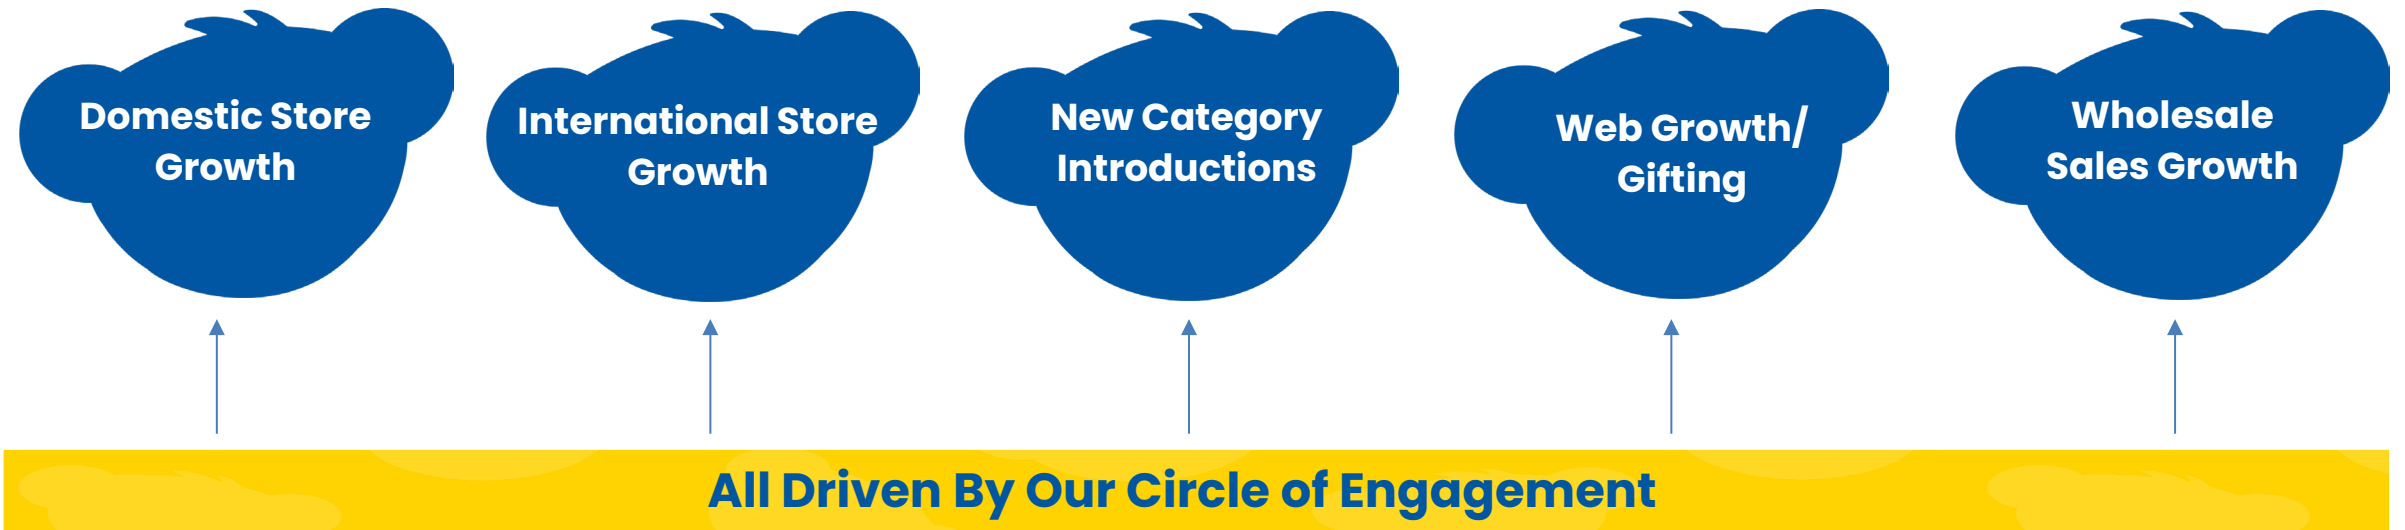 Domestic Store
Growth
International Store
Growth
New Category
Introductions
Web Growth/
Gifting
Wholesale
Sales Growth
All Driven By Our Circle of Engagement